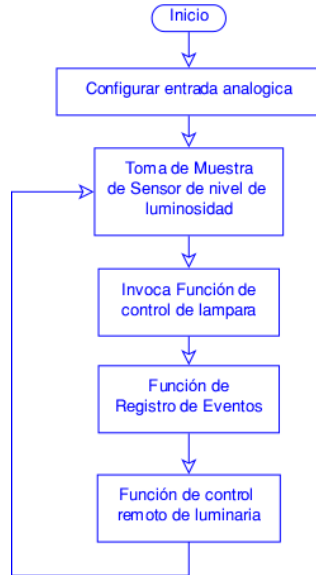 Inicio
Configurar entrada analogica
Toma de Muestra
de Sensor de nivel de
luminosidad
Invoca Función de
control de lampara
Función de
Registro de Eventos
Función de control
remoto de luminaria